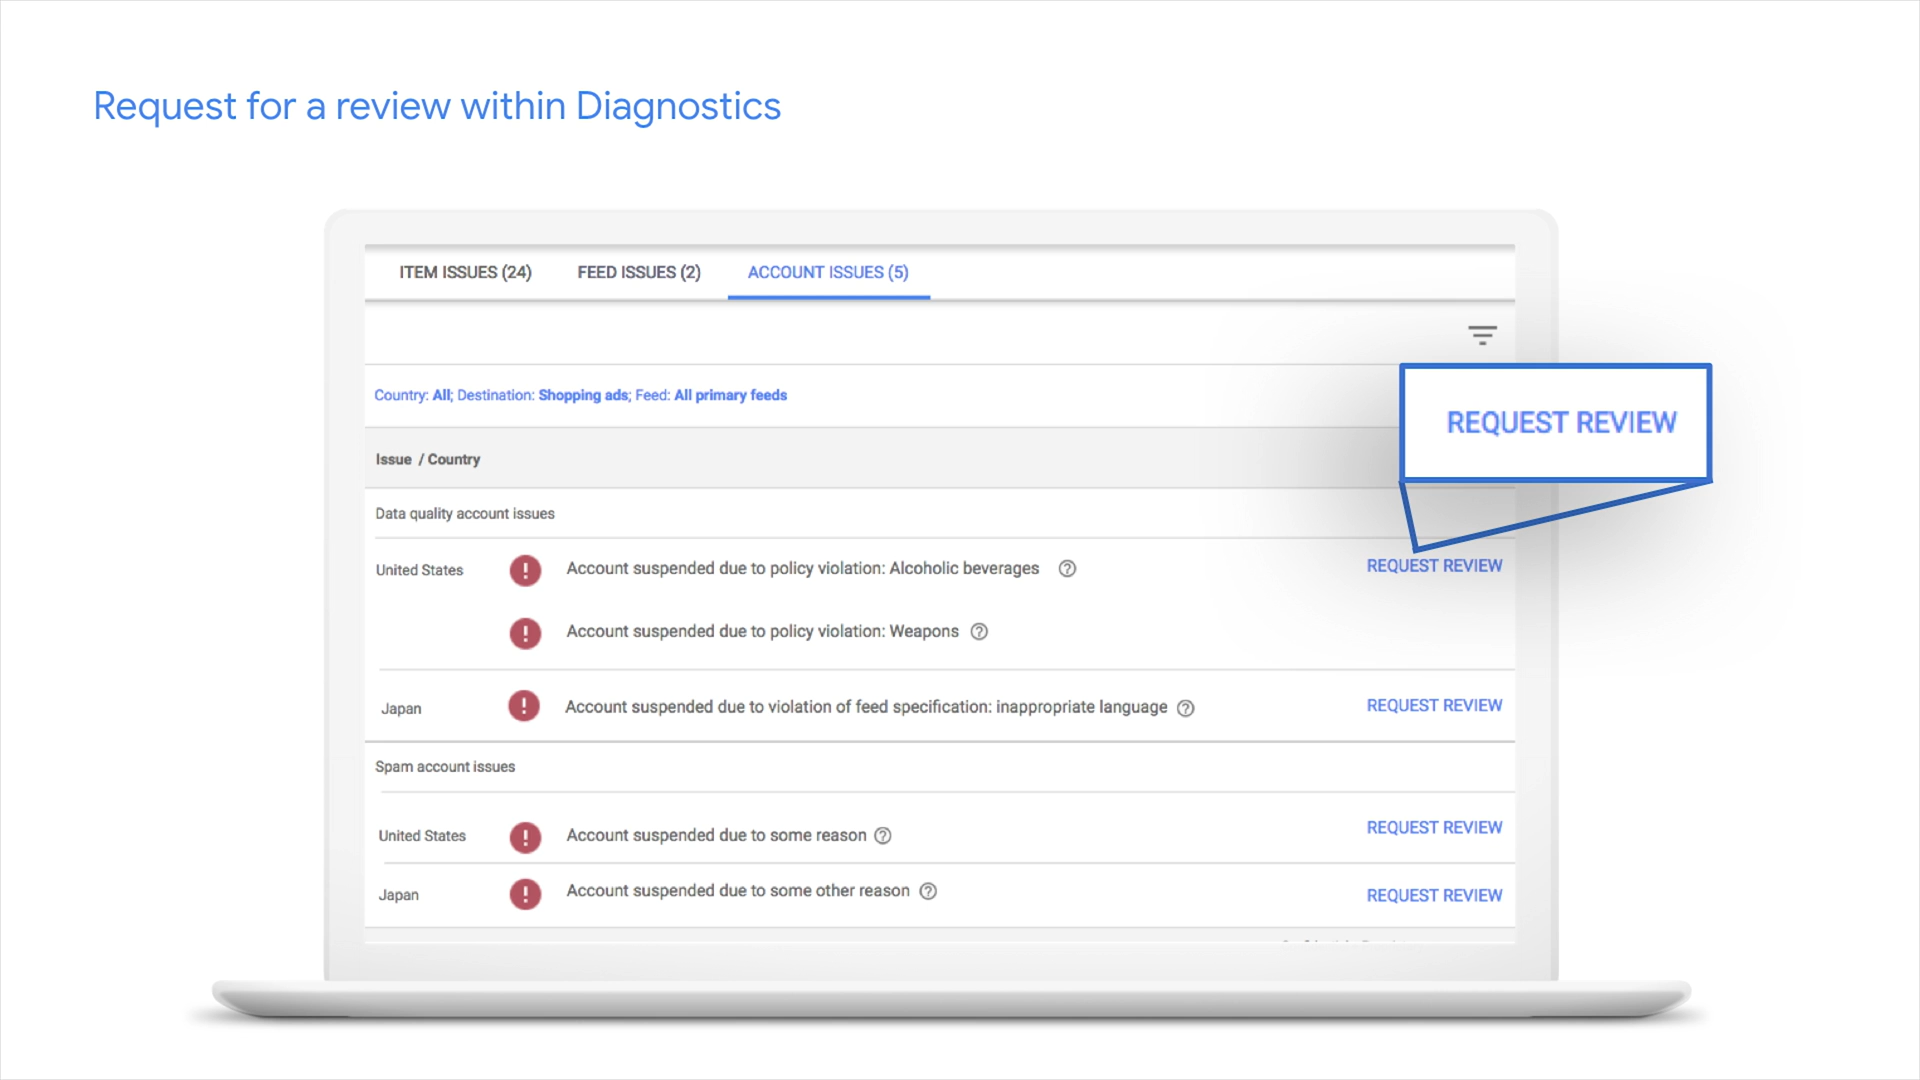 Request for a review within Diagnostics
ITEM ISSUES (24) FEED ISSUES (2) ACCOUNT ISSUES (5)
Country: All; Destination: Shopping ads; Feed: All primary feeds
REQUEST REVIEW
Issue / Country
Data quality account issues
United States ! Account suspended due to policy violation: Alcoholic beverages ? REQUEST REVIEW
! Account suspended due to policy violation: Weapons ?
Japan ! Account suspended due to violation of feed specification: inappropriate language ? REQUEST REVIEW
Spam account issues
United States ! Account suspended due to some reason ? REQUEST REVIEW
Japan ! Account suspended due to some other reason ? REQUEST REVIEW